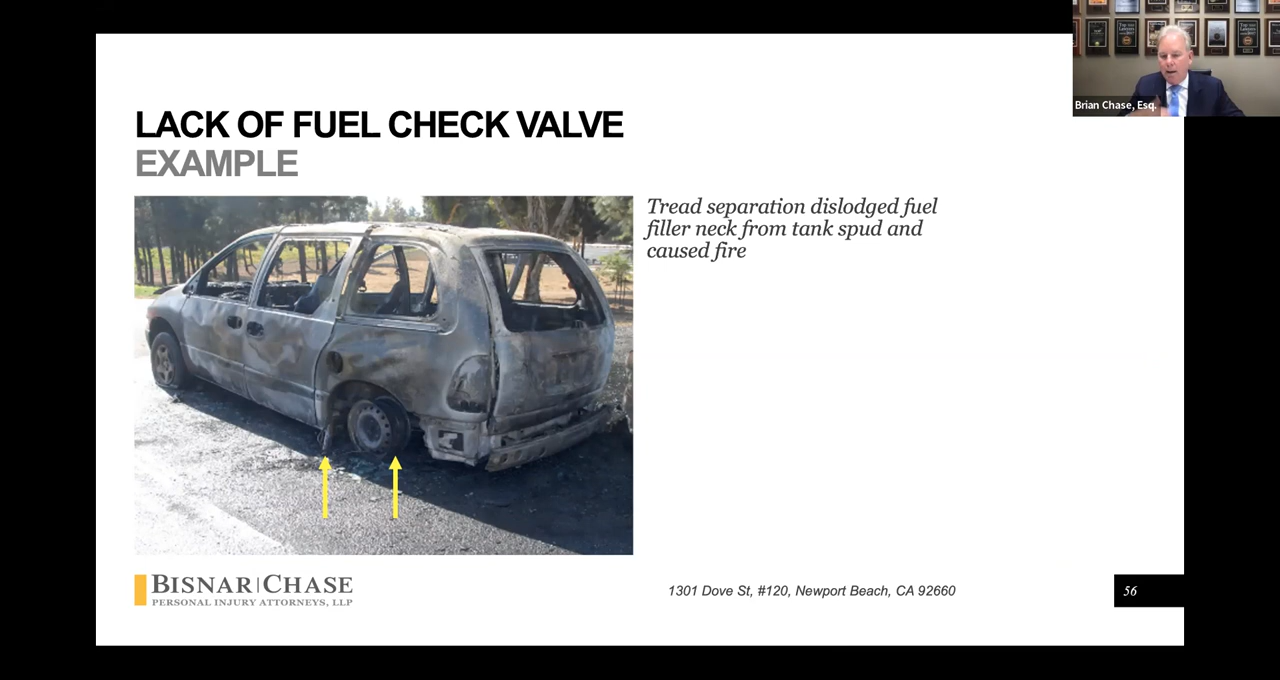 Brian Chase, Esq.
LACK OF FUEL CHECK VALVE
EXAMPLE
Tread separation dislodged fuel
filler neck from tank spud and
caused fire
BISNAR|CHASE
PERSONAL INJURY ATTORNEYS, LLP
1301 Dove St, #120, Newport Beach, CA 92660
56